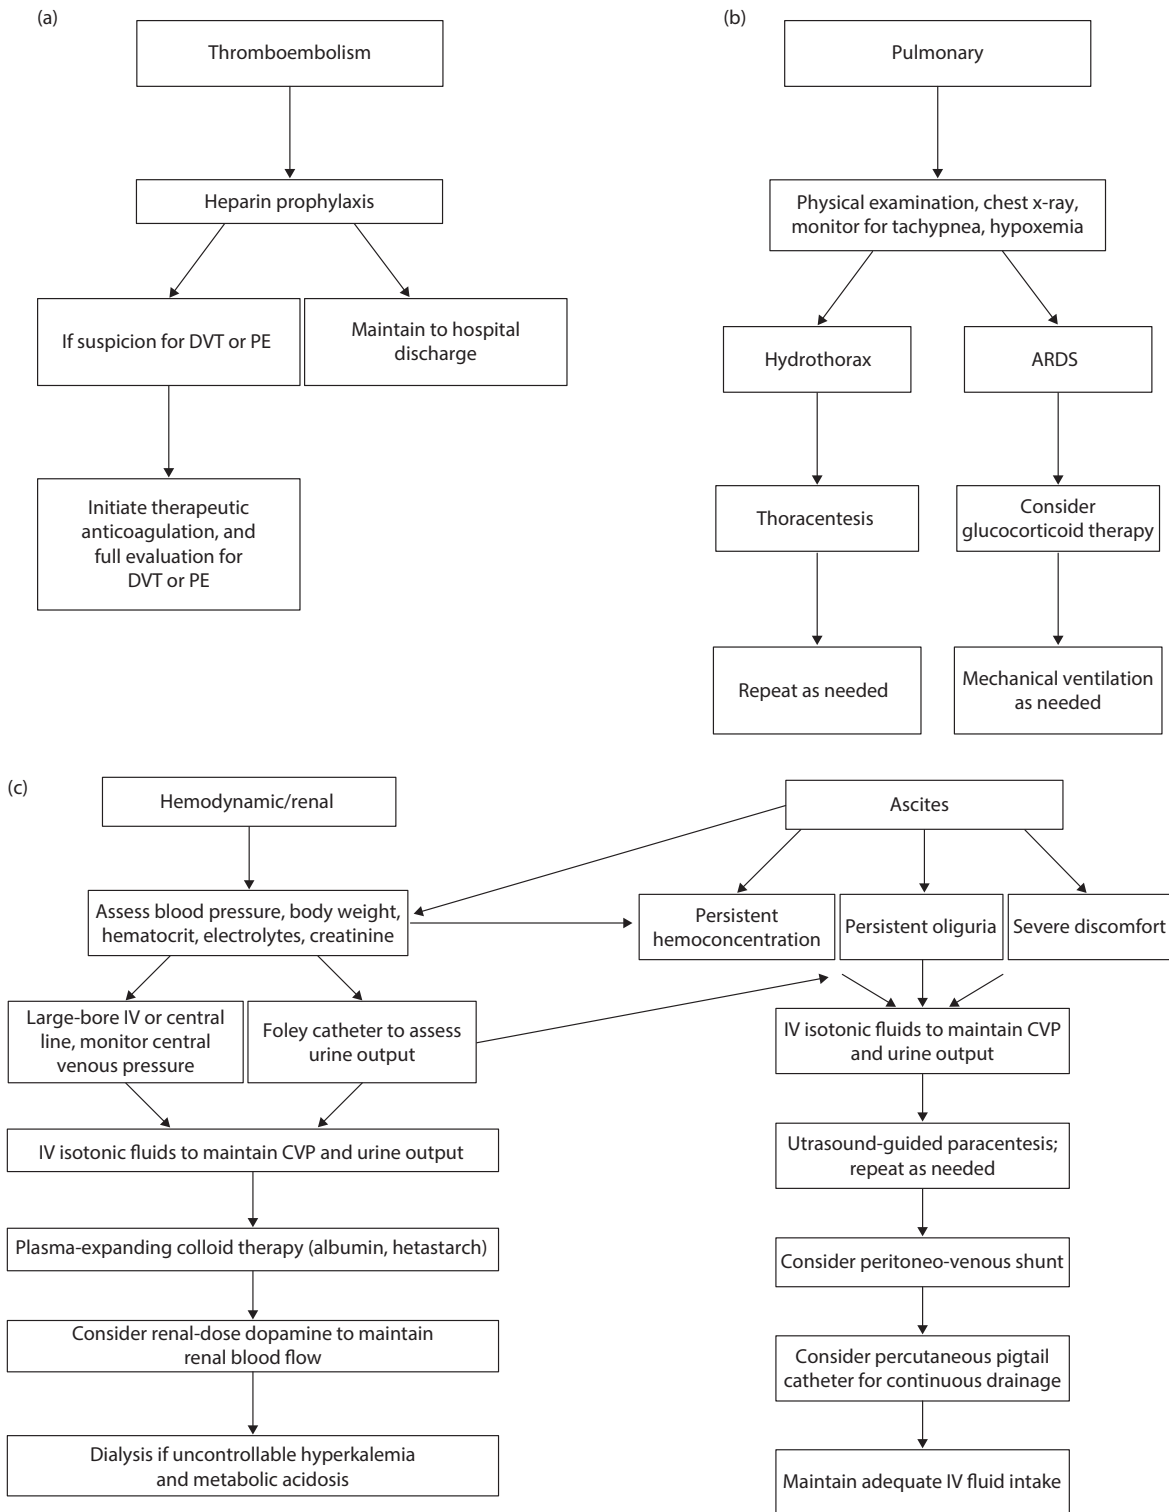 (a)
Thromboembolism
Heparin prophylaxis
If suspicion for DVT or PE
Maintain to hospital
discharge
Initiate therapeutic
anticoagulation, and
full evaluation for
DVT or PE
(b)
Pulmonary
Physical examination, chest x-ray,
monitor for tachypnea, hypoxemia
Hydrothorax
ARDS
Thoracentesis
Consider
glucocorticoid therapy
Repeat as needed
Mechanical ventilation
as needed
(c)
Hemodynamic/renal
Assess blood pressure, body weight,
hematocrit, electrolytes, creatinine
Large-bore IV or central
line, monitor central
venous pressure
Foley catheter to assess
urine output
IV isotonic fluids to maintain CVP and urine output
Plasma-expanding colloid therapy (albumin, hetastarch)
Consider renal-dose dopamine to maintain
renal blood flow
Dialysis if uncontrollable hyperkalemia
and metabolic acidosis
Ascites
Persistent
hemoconcentration
Persistent oliguria
Severe discomfort
IV isotonic fluids to maintain CVP
and urine output
Utrasound-guided paracentesis;
repeat as needed
Consider peritoneo-venous shunt
Consider percutaneous pigtail
catheter for continuous drainage
Maintain adequate IV fluid intake